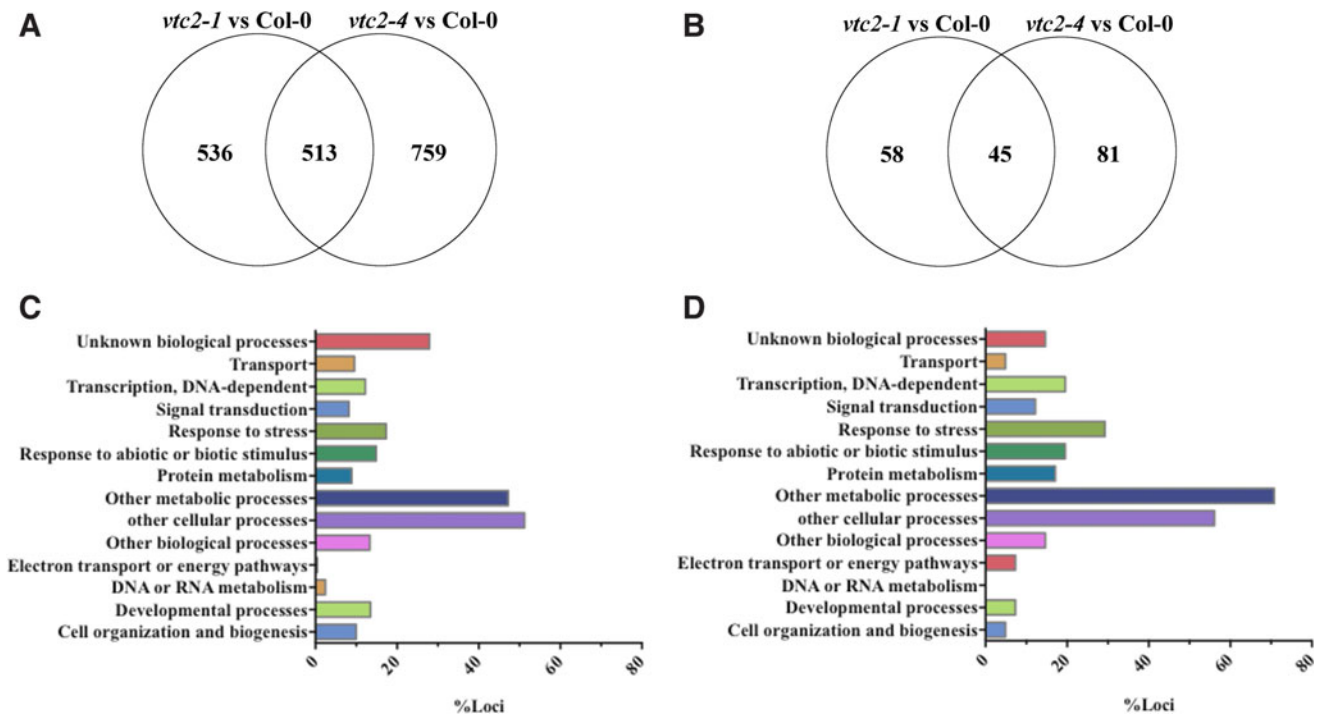 A
vtc2-1 vs Col-0
vtc2-4 vs Col-0
536
513
759
B
vtc2-1 vs Col-0
vtc2-4 vs Col-0
58
45
81
C
Unknown biological processes
Transport
Transcription, DNA-dependent
Signal transduction
Response to stress
Response to abiotic or biotic stimulus
Protein metabolism
Other metabolic processes
other cellular processes
Other biological processes
Electron transport or energy pathways
DNA or RNA metabolism
Developmental processes
Cell organization and biogenesis
0
20
40
60
80
%Loci
D
Unknown biological processes
Transport
Transcription, DNA-dependent
Signal transduction
Response to stress
Response to abiotic or biotic stimulus
Protein metabolism
Other metabolic processes
other cellular processes
Other biological processes
Electron transport or energy pathways
DNA or RNA metabolism
Developmental processes
Cell organization and biogenesis
0
20
40
60
80
%Loci